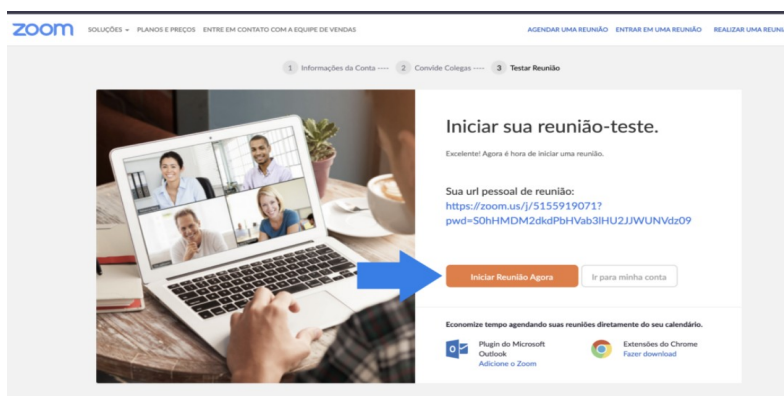 zoom
SOLUÇÕES PLANOS E PREÇOS ENTRE EM CONTATO COM A EQUIPE DE VENDAS
AGENDAR UMA REUNIÃO ENTRAR EM UMA REUNIÃO REALIZAR UMA
1 Informações da Conta ---- 2 Convide Colegas ---- 3 Testar Reunião
Iniciar sua reunião-teste.
Excelente! Agora é hora de iniciar uma reunião.
Sua url pessoal de reunião:
https://zoom.us/j/5155919071?
pwd=S0hHMDM2dkdPbHVab3lHU2JJWUNVdz09
Iniciar Reunião Agora
Ir para minha conta
Economize tempo agendando suas reuniões diretamente do seu calendário.
Plugin do Microsoft
Outlook
Adicione o Zoom
Extensões do Chrome
Fazer download